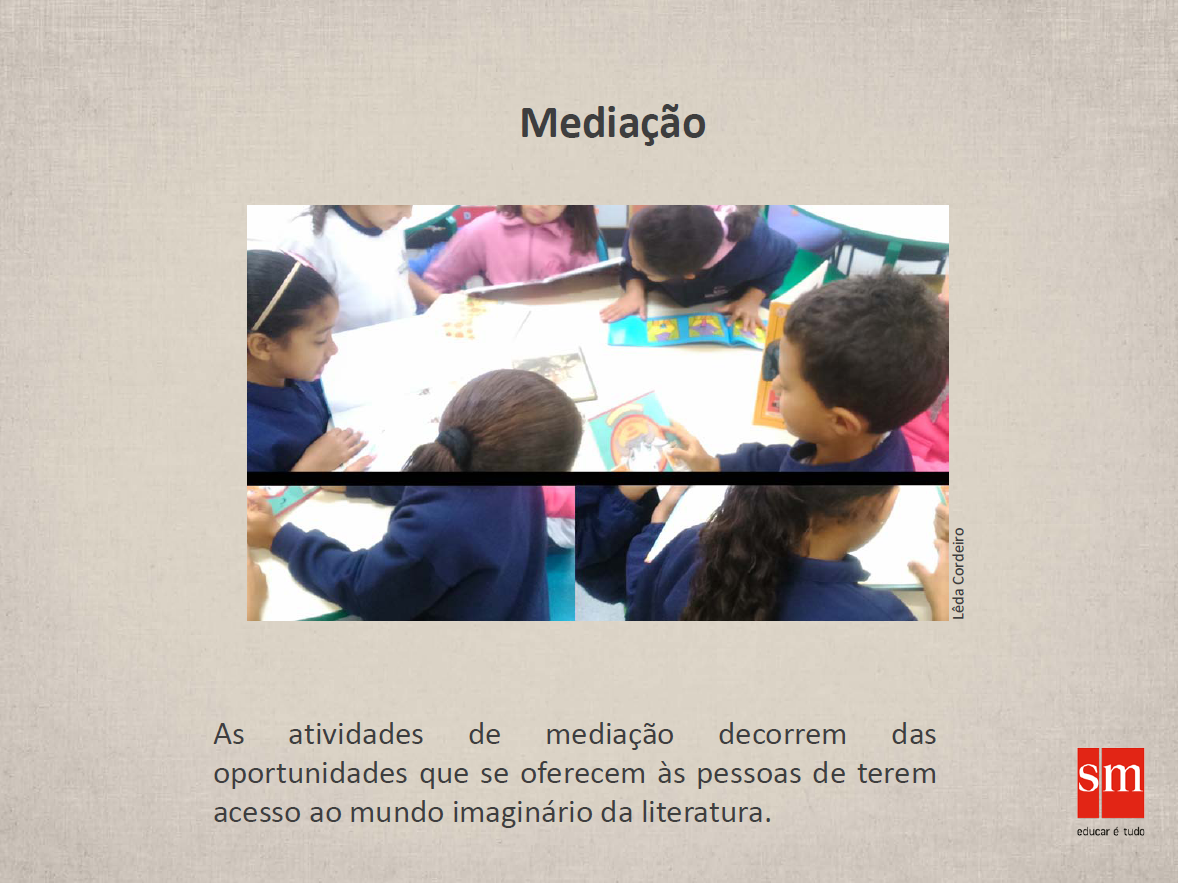 Mediação
Lêda Cordeiro
As atividades de mediação decorrem das
oportunidades que se oferecem às pessoas de terem
acesso ao mundo imaginário da literatura.
sm
educar é tudo